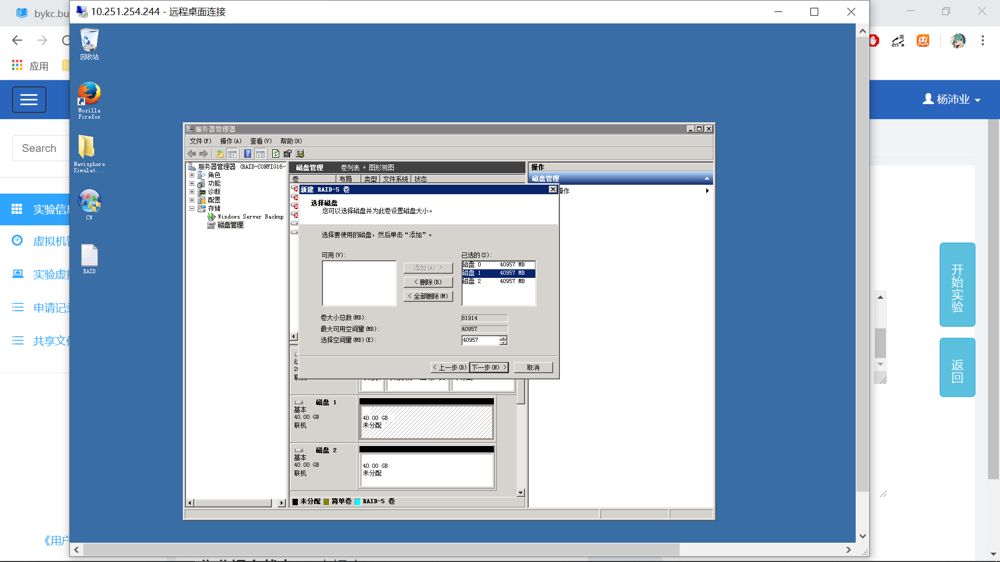 bykc.bu
10.251.254.244 - 远程桌面连接
英
en
惠
应用
杨沛业
Search
实验信息
虚拟机管
实验虚拟
申请记录
共享文件
《用户
开始实验
返回
回收站
Mozilla
Firefox
Navisphere
Simulat...
CW
RAID
服务器管理器
文件(F) 操作(A) 查看(V) 帮助(H)
服务器管理器 (RAID-CONFIG16-
角色
功能
诊断
配置
存储
Windows Server Backup
磁盘管理
磁盘管理 卷列表 + 图形视图
卷 布局 类型 文件系统 状态
操作
磁盘管理
操作
新建 RAID-5 卷
选择磁盘
您可以选择磁盘并为此卷设置磁盘大小。
选择要使用的磁盘，然后单击“添加”。
可用(V):
已选的(S):
添加(A) >
< 删除(R)
< 全部删除(M)
磁盘 0 40957 MB
磁盘 1 40957 MB
磁盘 2 40957 MB
卷大小总数(MB): 81914
最大可用空间量(MB): 40957
选择空间量(MB)(E): 40957
< 上一步(B) 下一步(N) > 取消
磁盘 1
基本
40.00 GB
联机
40.00 GB
未分配
磁盘 2
基本
40.00 GB
联机
40.00 GB
未分配
未分配 简单卷 RAID-5 卷